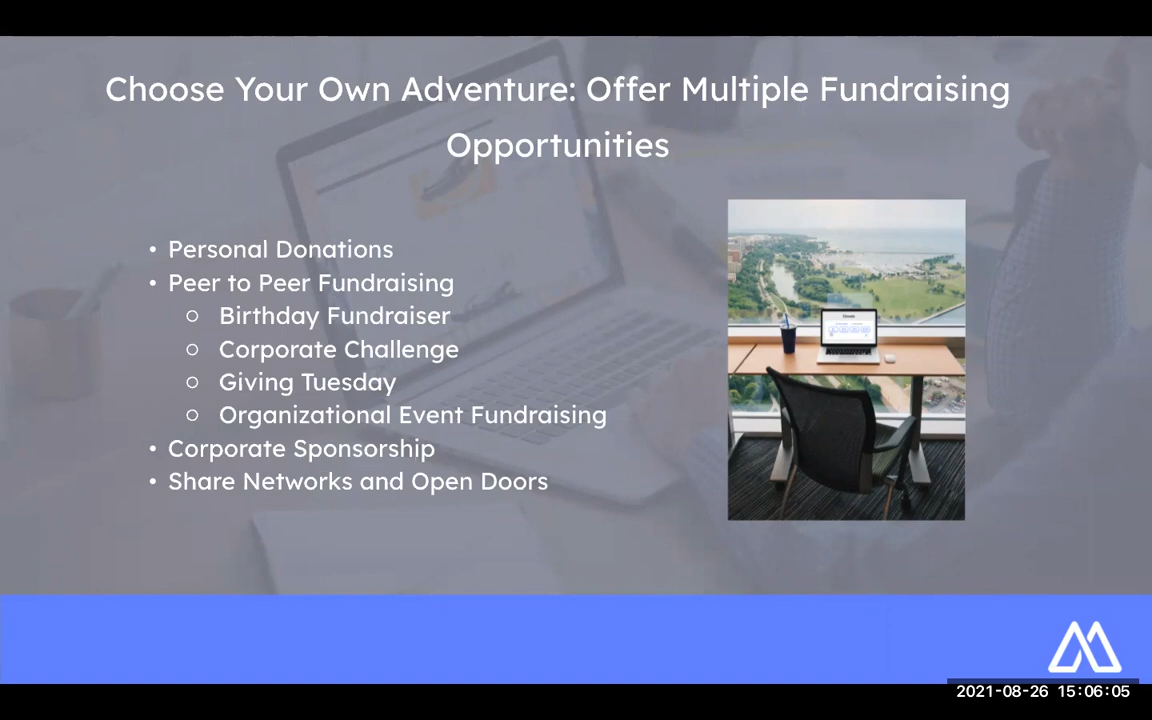 Choose Your Own Adventure: Offer Multiple Fundraising
Opportunities
• Personal Donations
• Peer to Peer Fundraising
○ Birthday Fundraiser
○ Corporate Challenge
○ Giving Tuesday
○ Organizational Event Fundraising
• Corporate Sponsorship
• Share Networks and Open Doors
2021-08-26 15:06:05